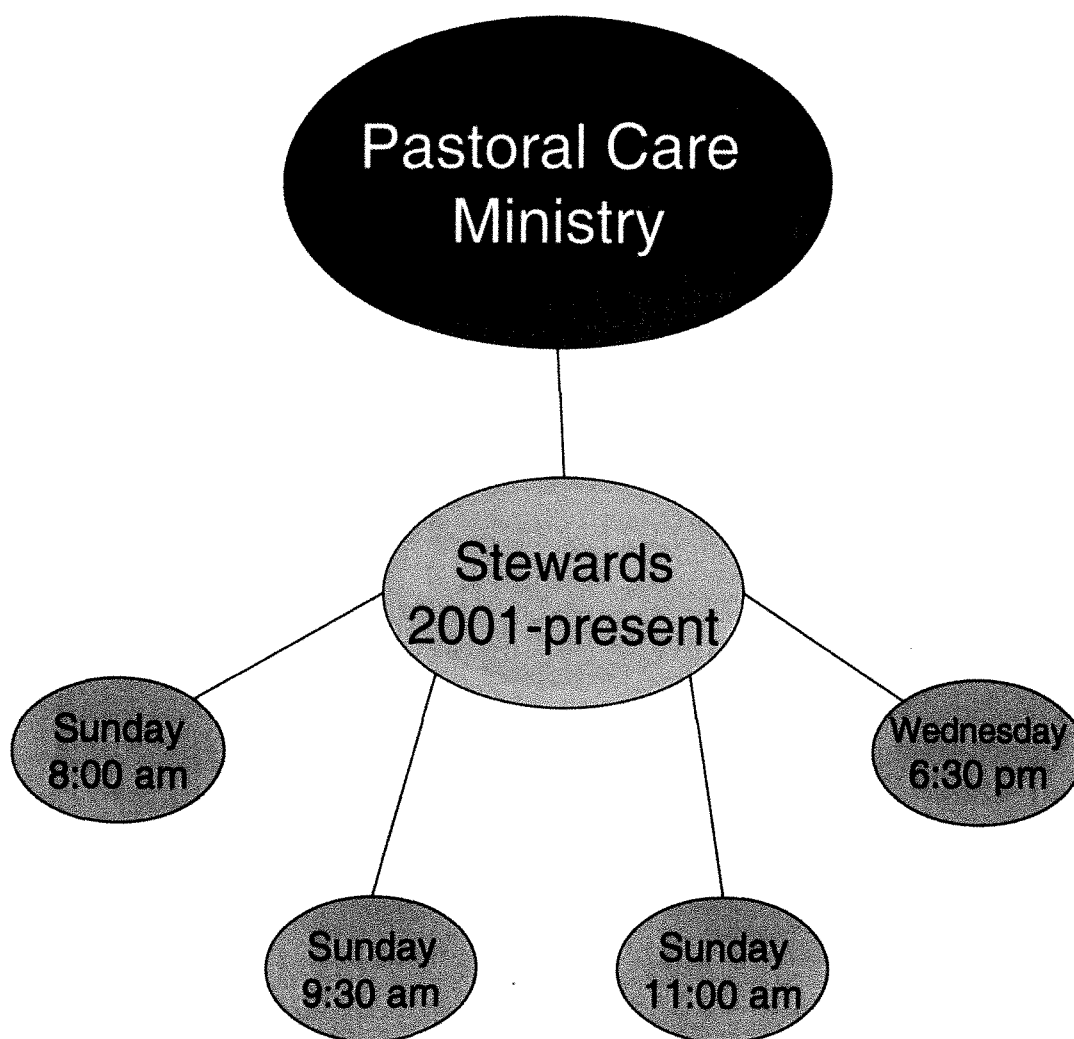 Pastoral Care
Ministry
Stewards
2001-present
Sunday
8:00 am
Wednesday
6:30 pm
Sunday
9:30 am
Sunday
11:00 am